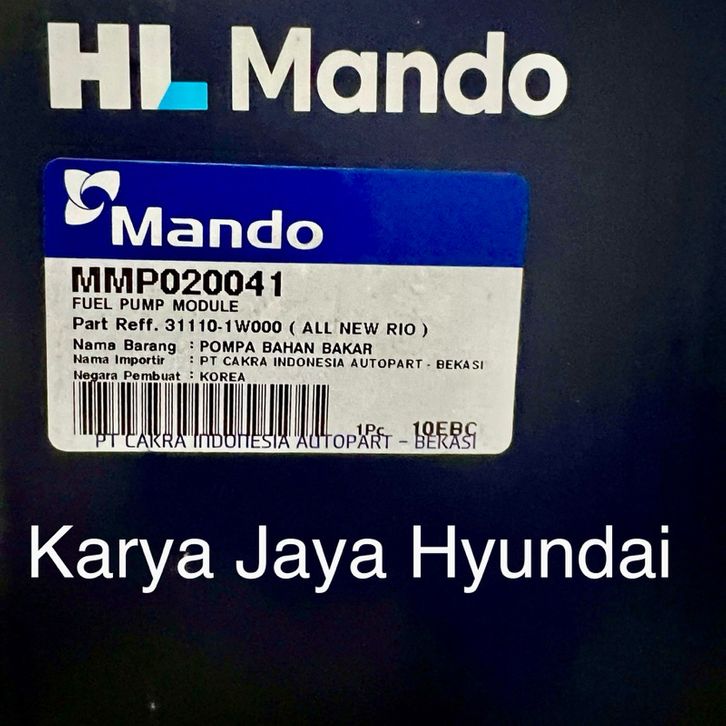 HL Mando
Mando
MMP020041
FUEL PUMP MODULE
Part Reff. 31110-1W000 ( ALL NEW RIO )
Nama Barang : POMPA BAHAN BAKAR
Nama Importir : PT CAKRA INDONESIA AUTOPART - BEKASI
Negara Pembuat : KOREA
1Pc 10EBC
PT CAKRA INDONESIA AUTOPART - BEKASI
Karya Jaya Hyundai